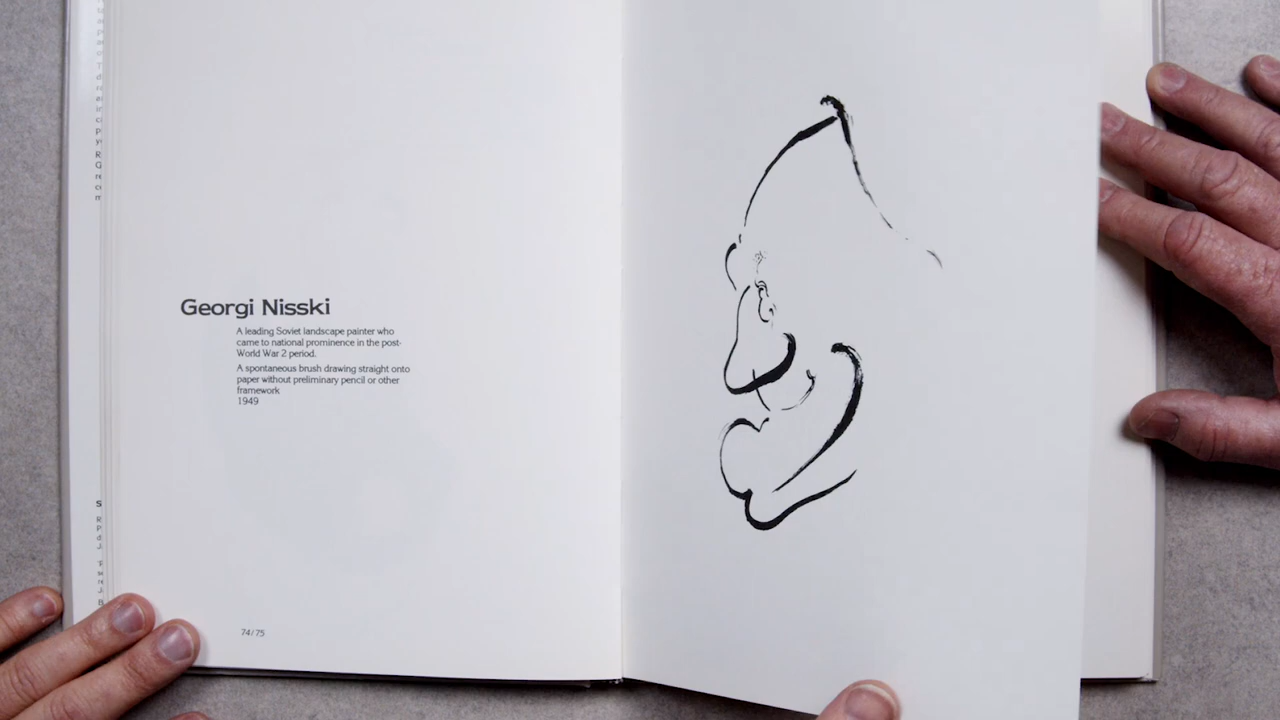 Georgi Nisski
A leading Soviet landscape painter who
came to national prominence in the post-
World War 2 period.
A spontaneous brush drawing straight onto
paper without preliminary pencil or other
framework
1949
74/75